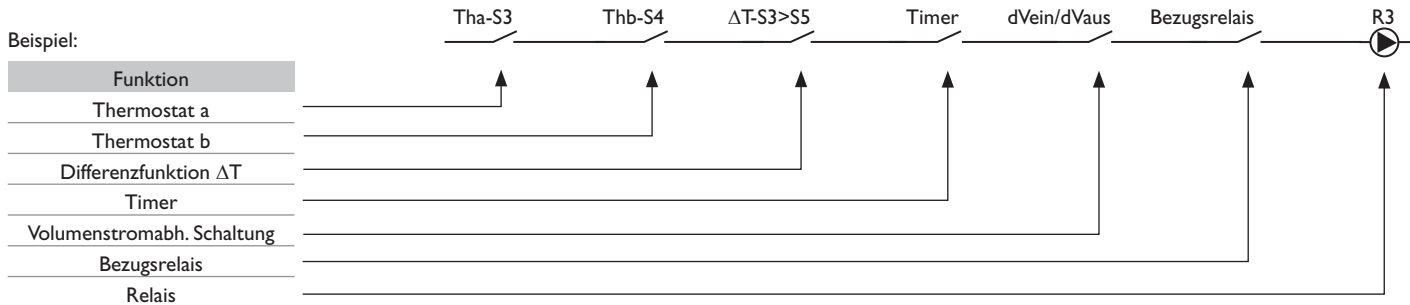 Tha-S3 Thb-S4 ΔT-S3>S5 Timer dVein/dVaus Bezugsrelais R3
Beispiel:
Funktion
Thermostat a
Thermostat b
Differenzfunktion ΔT
Timer
Volumenstromabh. Schaltung
Bezugsrelais
Relais